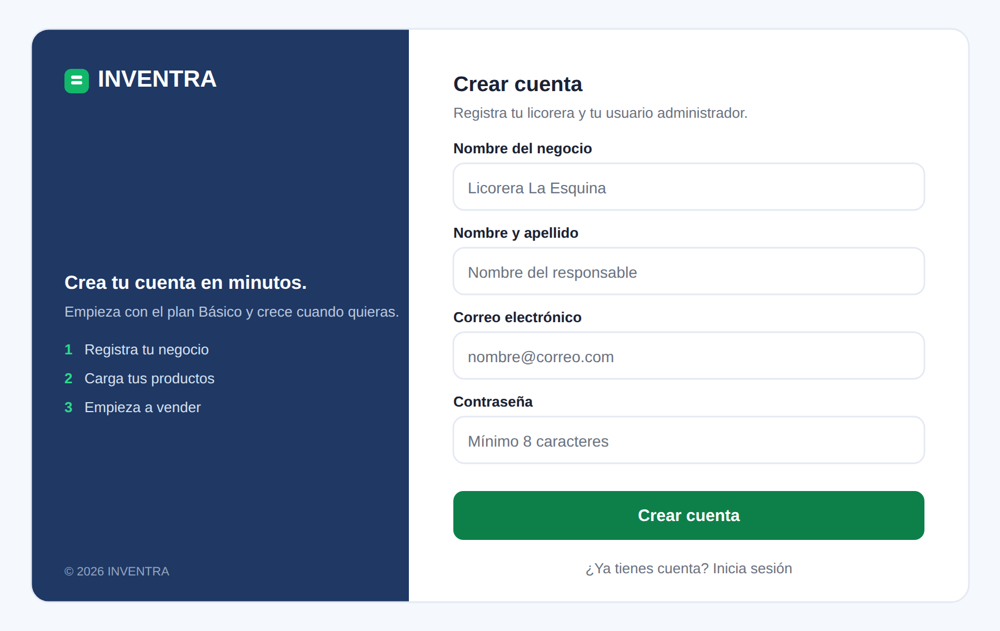 INVENTRA
Crea tu cuenta en minutos.
Empieza con el plan Básico y crece cuando quieras.
1 Registra tu negocio
2 Carga tus productos
3 Empieza a vender
© 2026 INVENTRA
Crear cuenta
Registra tu licorera y tu usuario administrador.
Nombre del negocio
Licorera La Esquina
Nombre y apellido
Nombre del responsable
Correo electrónico
nombre@correo.com
Contraseña
Mínimo 8 caracteres
Crear cuenta
¿Ya tienes cuenta? Inicia sesión